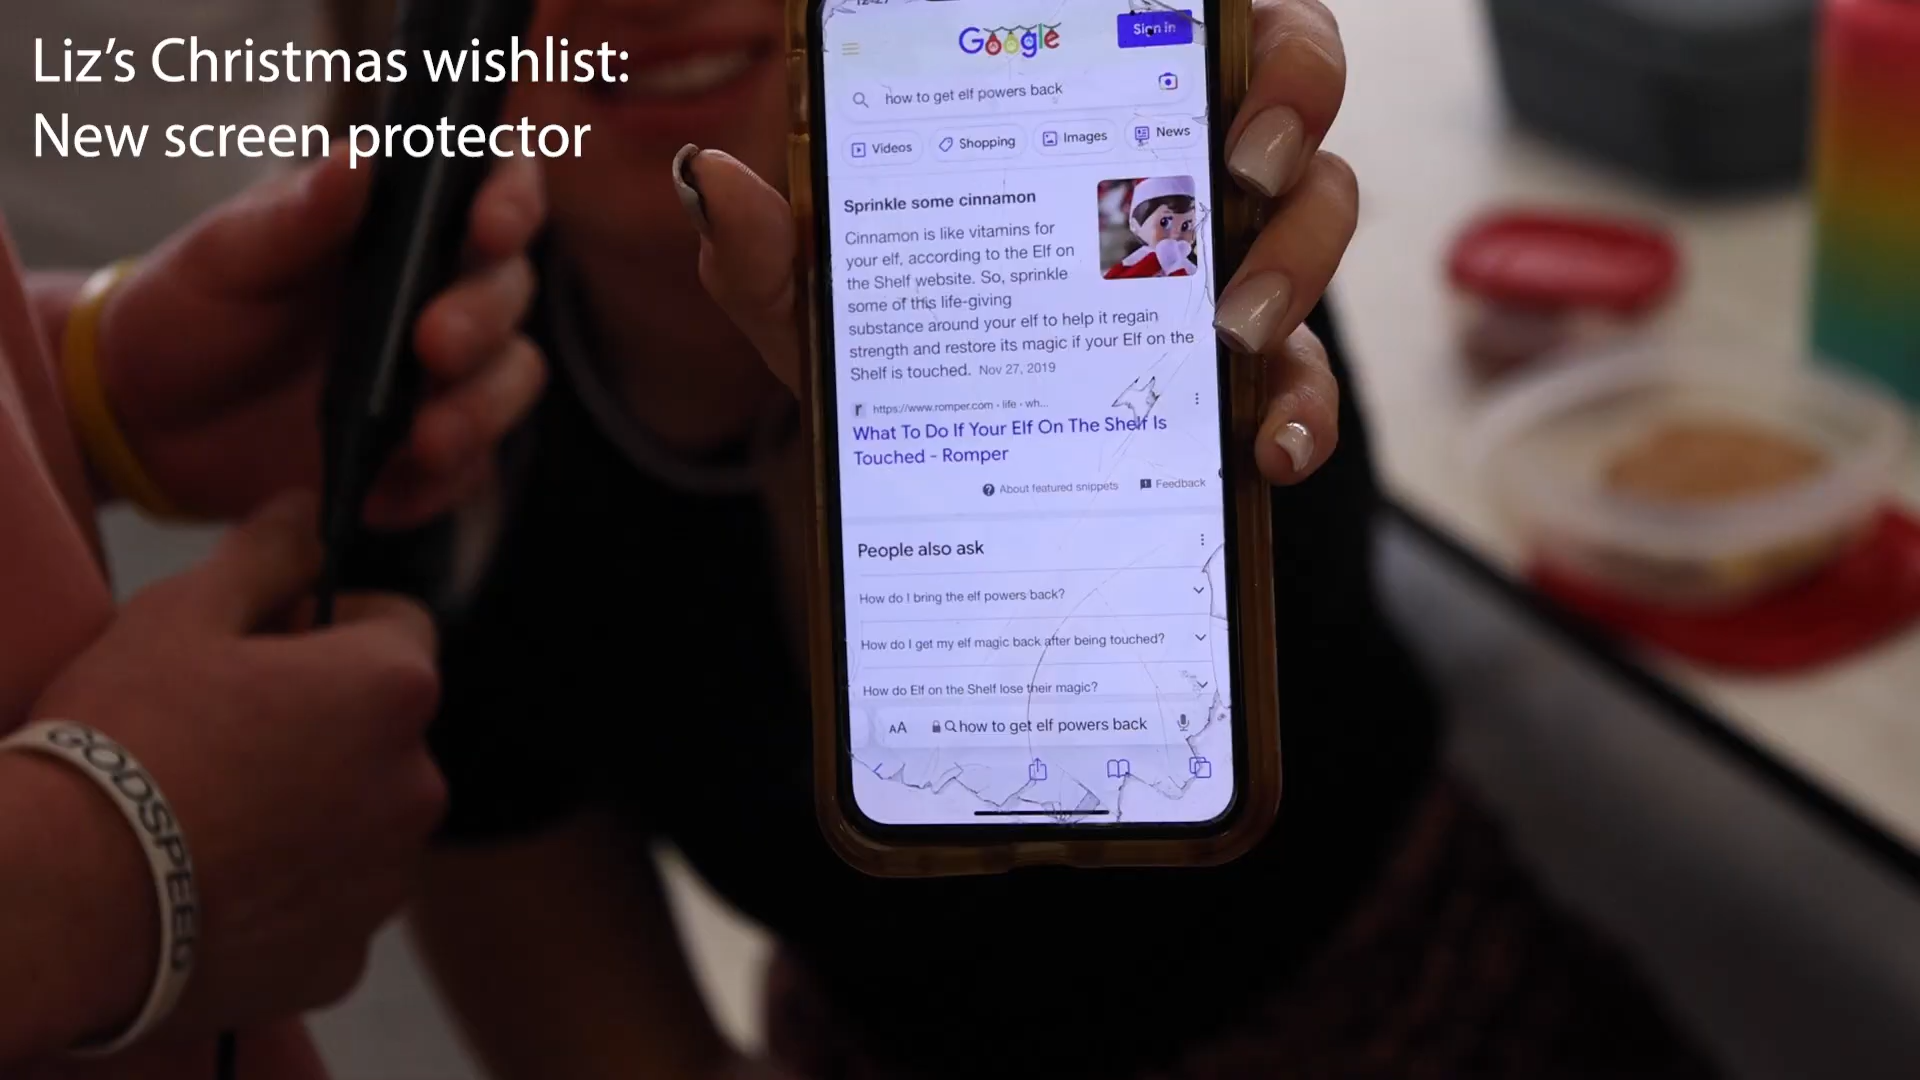 Liz's Christmas wishlist:
New screen protector
Google
Sign in
how to get elf powers back
Videos
Shopping
Images
News
Sprinkle some cinnamon
Cinnamon is like vitamins for
your elf, according to the Elf on
the Shelf website. So, sprinkle
some of this life-giving
substance around your elf to help it regain
strength and restore its magic if your Elf on the
Shelf is touched. Nov 27, 2019
r https://www.romper.com › life › wh...
What To Do If Your Elf On The Shelf Is
Touched - Romper
About featured snippets
Feedback
People also ask
How do I bring the elf powers back?
How do I get my elf magic back after being touched?
How do Elf on the Shelf lose their magic?
AA how to get elf powers back
GODSPEED